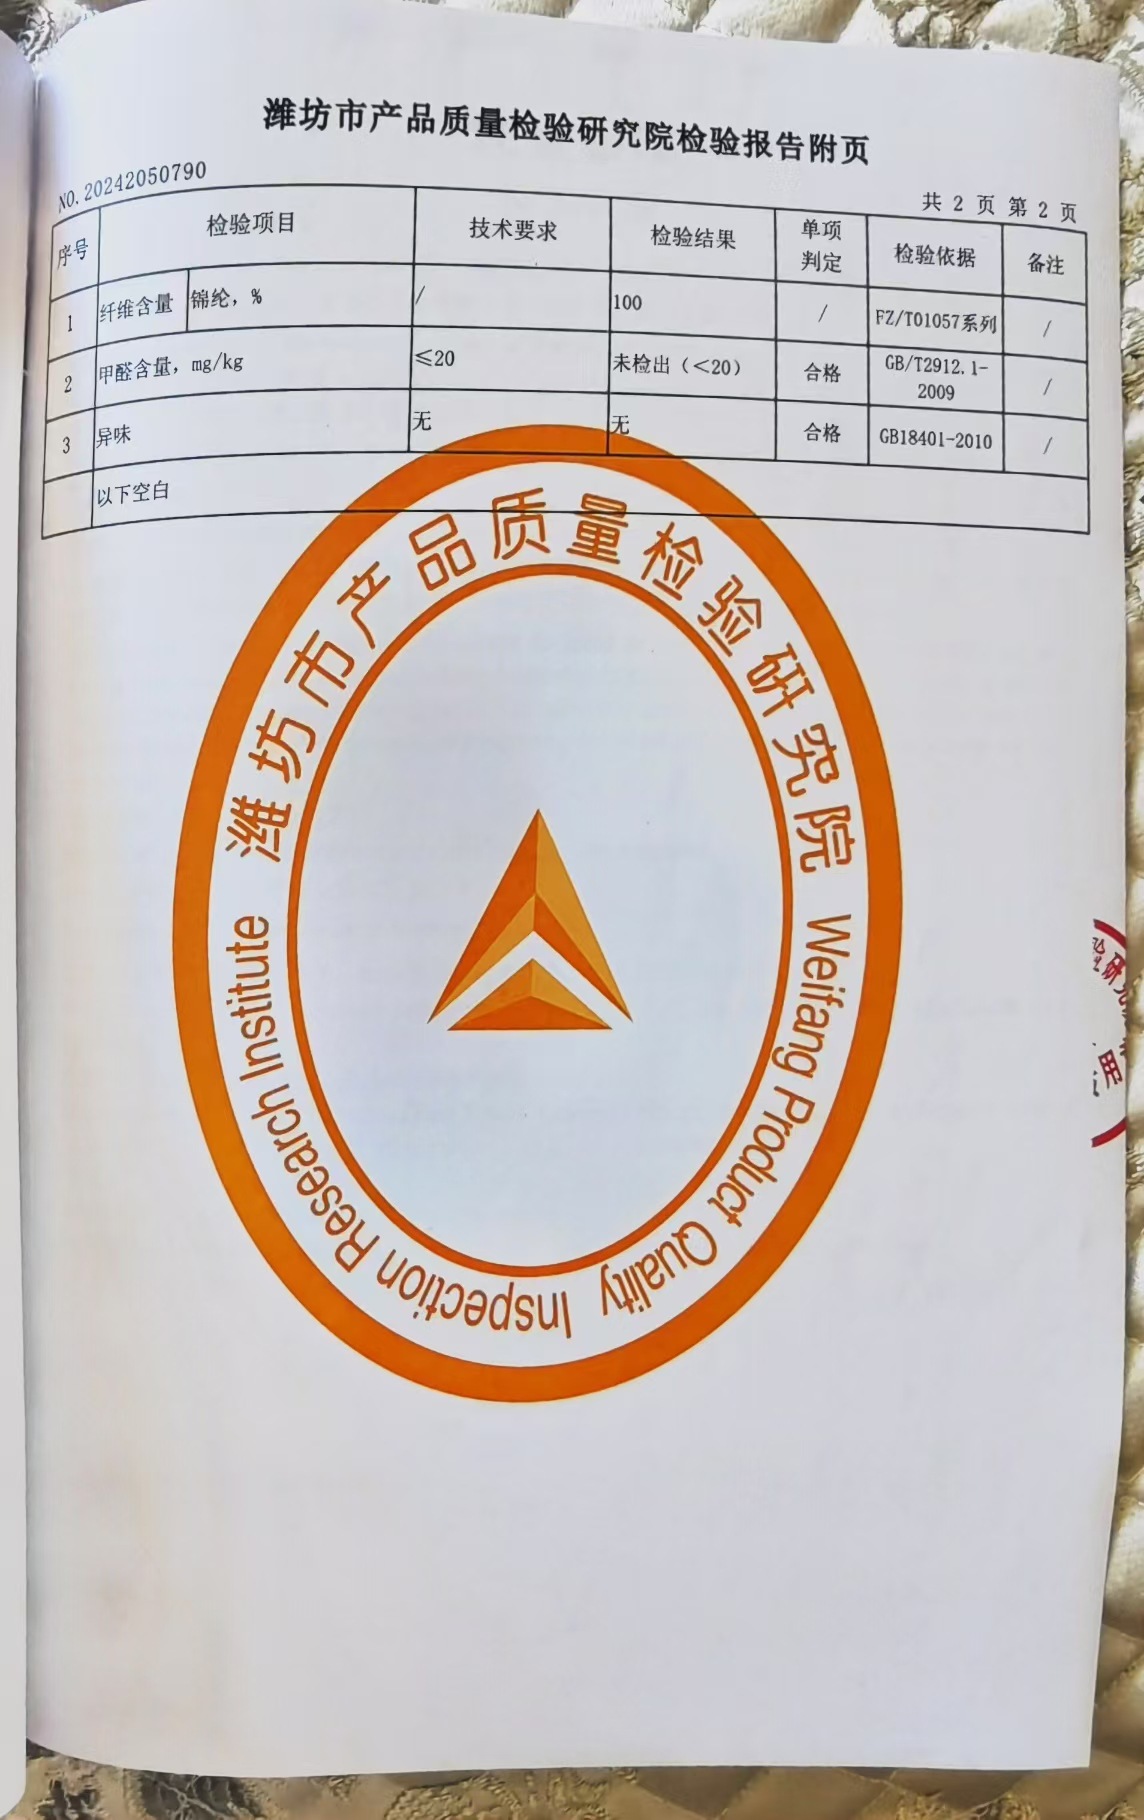 潍坊市产品质量检验研究院检验报告附页
NO.20242050790
共 2 页 第 2 页
序号 检验项目 技术要求 检验结果 单项判定 检验依据 备注
1 纤维含量 锦纶，% / 100 / FZ/T01057系列 /
2 甲醛含量，mg/kg ≤20 未检出（＜20） 合格 GB/T2912.1-2009 /
3 异味 无 无 合格 GB18401-2010 /
以下空白
潍坊市产品质量检验研究院
Weifang Product Quality Inspection Research Institute
验研究
用